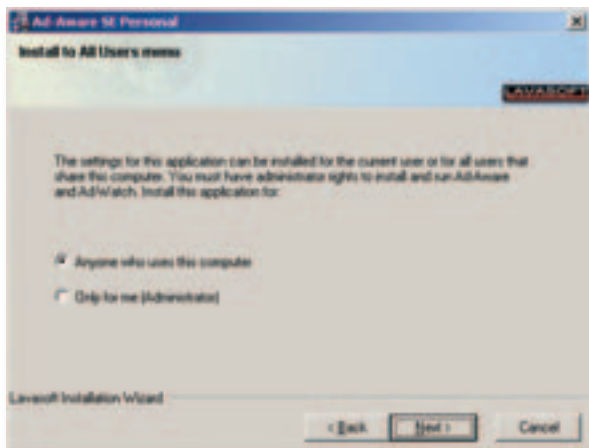 Ad-Aware SE Personal
Install to All Users menu
LAVASOFT
The settings for this application can be installed for the current user or for all users that
share this computer. You must have administrator rights to install and run Ad-Aware
and Ad-Watch. Install this application for:
Anyone who uses this computer
Only for me (Administrator)
Lavasoft Installation Wizard
< Back
Next >
Cancel